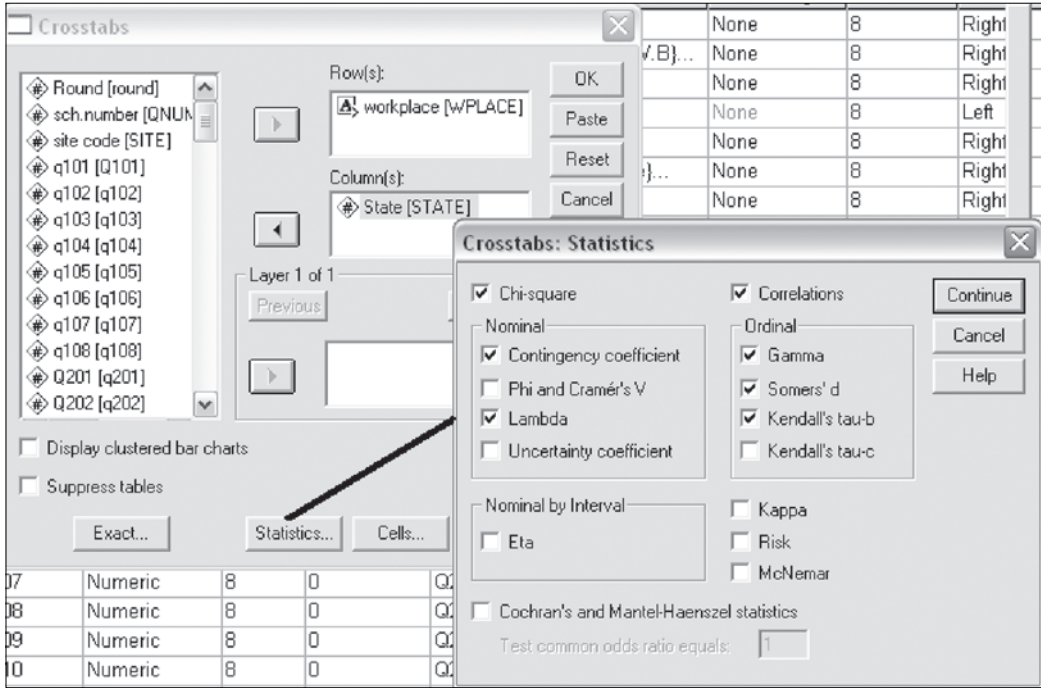 Crosstabs
Round [round]
sch.number [QNUN
site code [SITE]
q101 [Q101]
q102 [q102]
q103 [q103]
q104 [q104]
q105 [q105]
q106 [q106]
q107 [q107]
q108 [q108]
Q201 [q201]
Q202 [q202]
Row(s):
workplace [WPLACE]
Column(s):
State [STATE]
Layer 1 of 1
Previous
OK
Paste
Reset
Cancel
Display clustered bar charts
Suppress tables
Exact...
Statistics...
Cells...
None 8 Right
V.B}... None 8 Right
None 8 Right
None 8 Left
None 8 Right
}... None 8 Right
None 8 Right
Crosstabs: Statistics
Chi-square
Correlations
Continue
Cancel
Help
Nominal
Contingency coefficient
Phi and Cramér's V
Lambda
Uncertainty coefficient
Ordinal
Gamma
Somers' d
Kendall's tau-b
Kendall's tau-c
Nominal by Interval
Eta
Kappa
Risk
McNemar
Cochran's and Mantel-Haenszel statistics
Test common odds ratio equals: 1
07 Numeric 8 0
08 Numeric 8 0
09 Numeric 8 0
10 Numeric 8 0